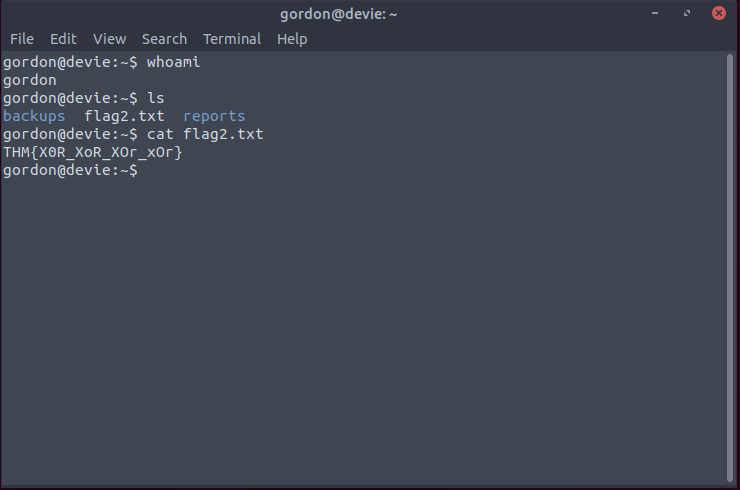 gordon@devie: ~
File Edit View Search Terminal Help
gordon@devie:~$ whoami
gordon
gordon@devie:~$ ls
backups  flag2.txt  reports
gordon@devie:~$ cat flag2.txt
THM{X0R_XoR_XOr_xOr}
gordon@devie:~$